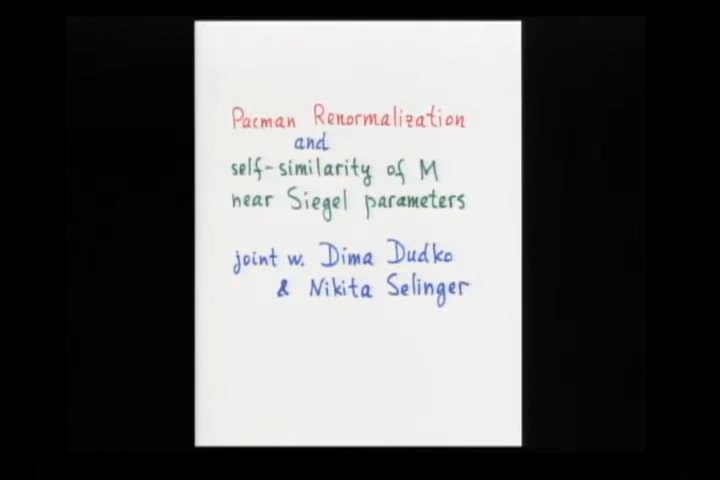 Pacman Renormalization
and
self-similarity of M
near Siegel parameters
joint w. Dima Dudko
& Nikita Selinger